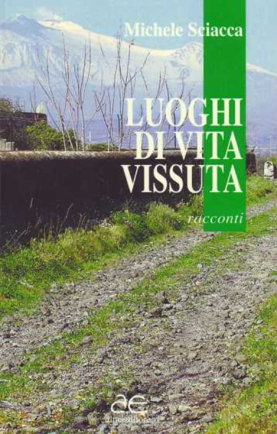 Michele Sciacca
LUOGHI
DI VITA
VISSUTA
racconti